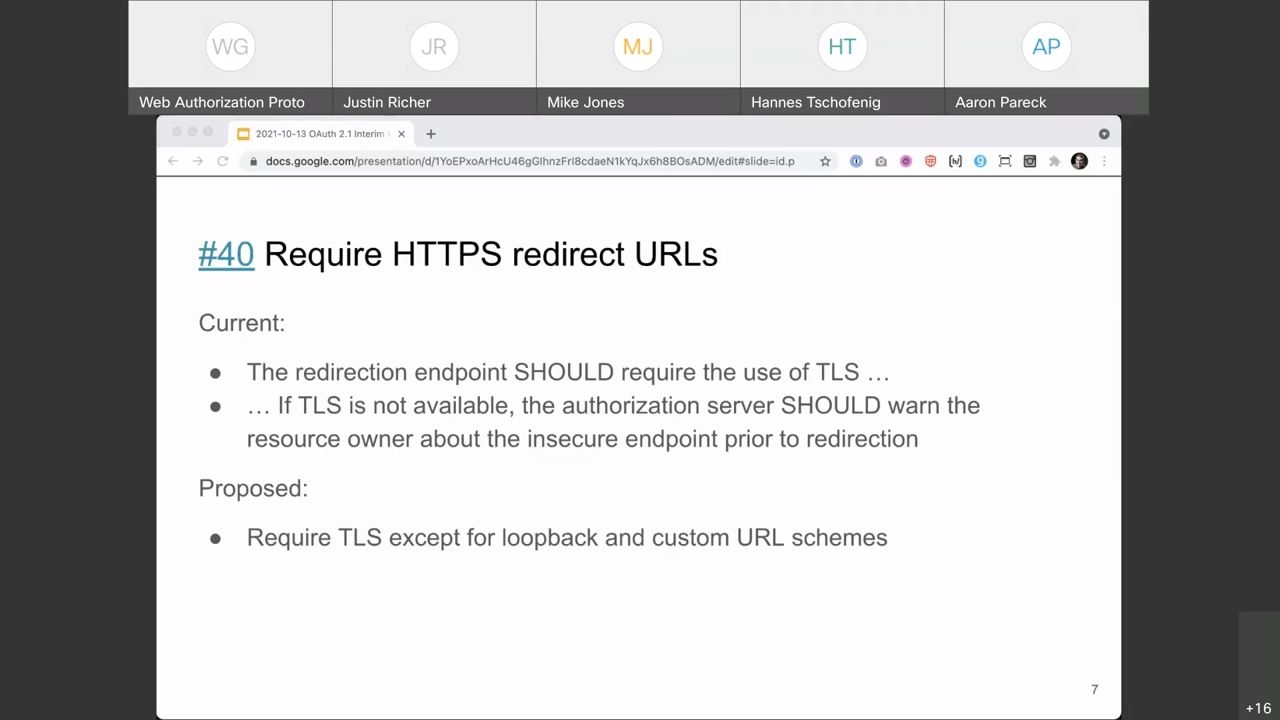 WG
JR
MJ
HT
AP
Web Authorization Proto
Justin Richer
Mike Jones
Hannes Tschofenig
Aaron Pareck
2021-10-13 OAuth 2.1 Interim
docs.google.com/presentation/d/1YoEPxoArHcU46gGIhnzFrI8cdaeN1kYqJx6h8BOsADM/edit#slide=id.p
#40 Require HTTPS redirect URLs
Current:
● The redirection endpoint SHOULD require the use of TLS …
● … If TLS is not available, the authorization server SHOULD warn the
resource owner about the insecure endpoint prior to redirection
Proposed:
● Require TLS except for loopback and custom URL schemes
7
+16